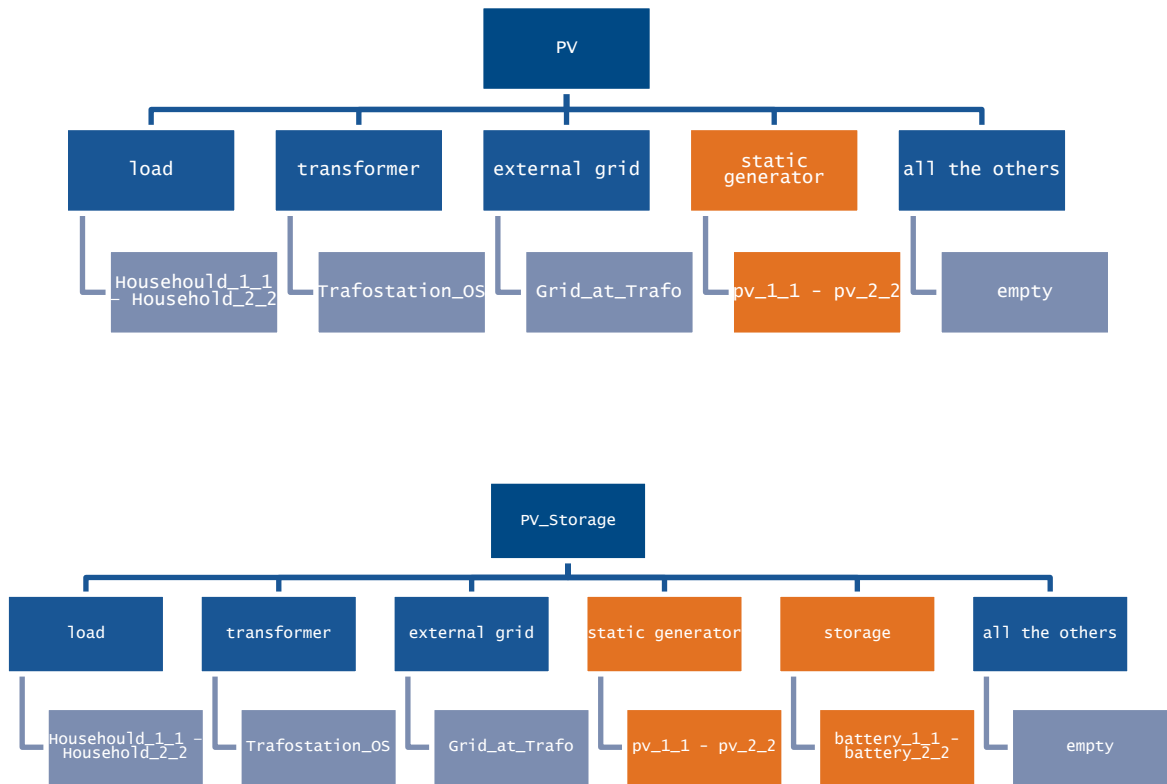 PV
load
transformer
external grid
static
generator
all the others
Househould_1_1
– Household_2_2
Trafostation_OS
Grid_at_Trafo
pv_1_1 - pv_2_2
empty
PV_Storage
load
transformer
external grid
static generator
storage
all the others
Househould_1_1 –
Household_2_2
Trafostation_OS
Grid_at_Trafo
pv_1_1 - pv_2_2
battery_1_1 –
battery_2_2
empty